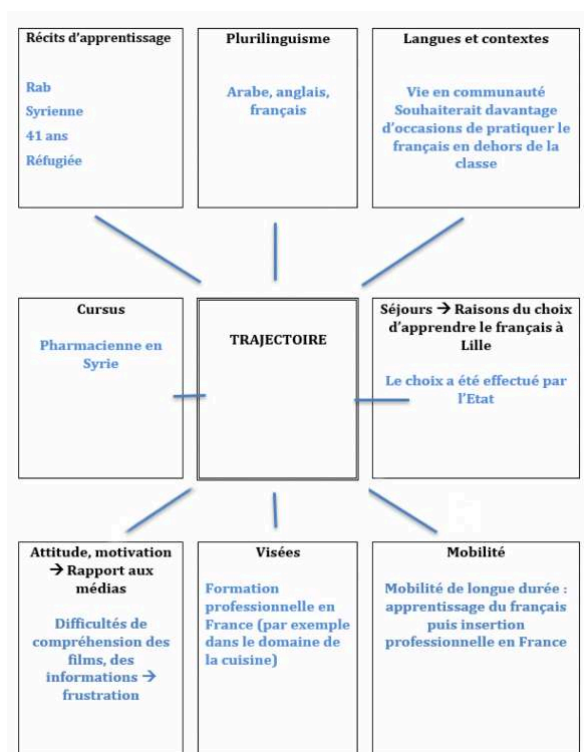 Récits d'apprentissage
Rab
Syrienne
41 ans
Réfugiée
Plurilinguisme
Arabe, anglais,
français
Langues et contextes
Vie en communauté
Souhaiterait davantage
d'occasions de pratiquer le
français en dehors de la
classe
Cursus
Pharmacienne en
Syrie
TRAJECTOIRE
Séjours → Raisons du choix
d'apprendre le français à
Lille
Le choix a été effectué par
l'Etat
Attitude, motivation
→ Rapport aux
médias
Difficultés de
compréhension des
films, des
informations →
frustration
Visées
Formation
professionnelle en
France (par exemple
dans le domaine de
la cuisine)
Mobilité
Mobilité de longue durée :
apprentissage du français
puis insertion
professionnelle en France